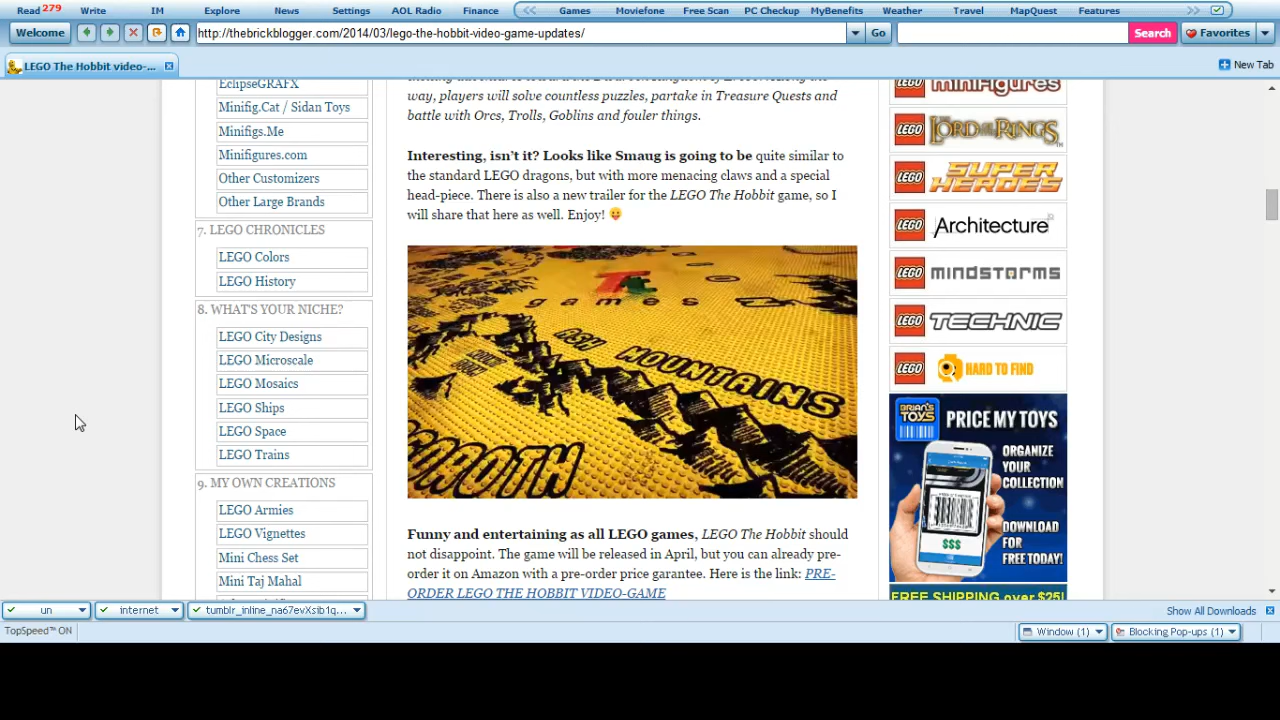 Read 279 Write IM Explore News Settings AOL Radio Finance Games Moviefone Free Scan PC Checkup MyBenefits Weather Travel MapQuest Features
Welcome http://thebrickblogger.com/2014/03/lego-the-hobbit-video-game-updates/ Go Search Favorites
LEGO The Hobbit video-... New Tab
EclipseGRAFX
Minifig.Cat / Sidan Toys
Minifigs.Me
Minifigures.com
Other Customizers
Other Large Brands
7. LEGO CHRONICLES
LEGO Colors
LEGO History
8. WHAT'S YOUR NICHE?
LEGO City Designs
LEGO Microscale
LEGO Mosaics
LEGO Ships
LEGO Space
LEGO Trains
9. MY OWN CREATIONS
LEGO Armies
LEGO Vignettes
Mini Chess Set
Mini Taj Mahal
way, players will solve countless puzzles, partake in Treasure Quests and
battle with Orcs, Trolls, Goblins and fouler things.
Interesting, isn't it? Looks like Smaug is going to be quite similar to
the standard LEGO dragons, but with more menacing claws and a special
head-piece. There is also a new trailer for the LEGO The Hobbit game, so I
will share that here as well. Enjoy!
Tt
games
ASH MOUNTAINS
Funny and entertaining as all LEGO games, LEGO The Hobbit should
not disappoint. The game will be released in April, but you can already pre-
order it on Amazon with a pre-order price garantee. Here is the link: PRE-
ORDER LEGO THE HOBBIT VIDEO-GAME
LEGO MINIFIGURES
LEGO THE LORD OF THE RINGS
LEGO SUPER HEROES
LEGO Architecture
LEGO mindstorms
LEGO TECHNIC
LEGO HARD TO FIND
BRIAN'S TOYS PRICE MY TOYS
ORGANIZE
YOUR
COLLECTION
$$$
DOWNLOAD
FOR
FREE TODAY!
FREE SHIPPING over $25!
un internet tumblr_inline_na67evXsib1q... Show All Downloads
TopSpeed™ ON Window (1) Blocking Pop-ups (1)